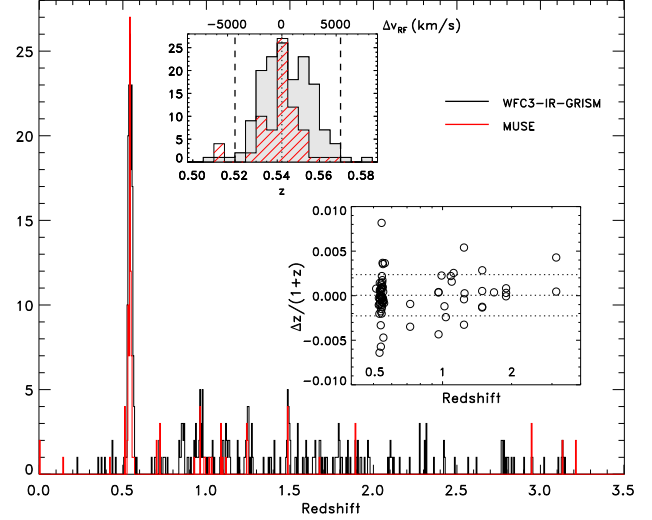 -5000 0 5000 Δv_RF (km/s)
25
20
15
10
5
0
0.50 0.52 0.54 0.56 0.58
z
WFC3-IR-GRISM
MUSE
25
20
15
10
5
0
0.010
0.005
0.000
-0.005
-0.010
Δz/(1+z)
0.5 1 2
Redshift
0.0 0.5 1.0 1.5 2.0 2.5 3.0 3.5
Redshift